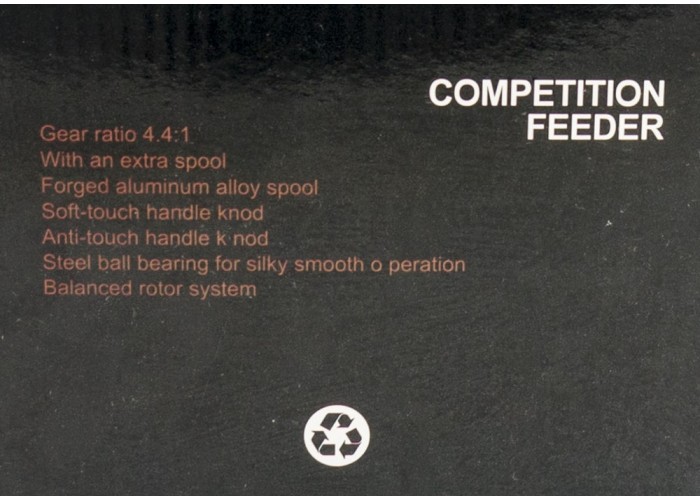 COMPETITION
FEEDER
Gear ratio 4.4:1
With an extra spool
Forged aluminum alloy spool
Soft-touch handle knod
Anti-touch handle k nod
Steel ball bearing for silky smooth o peration
Balanced rotor system